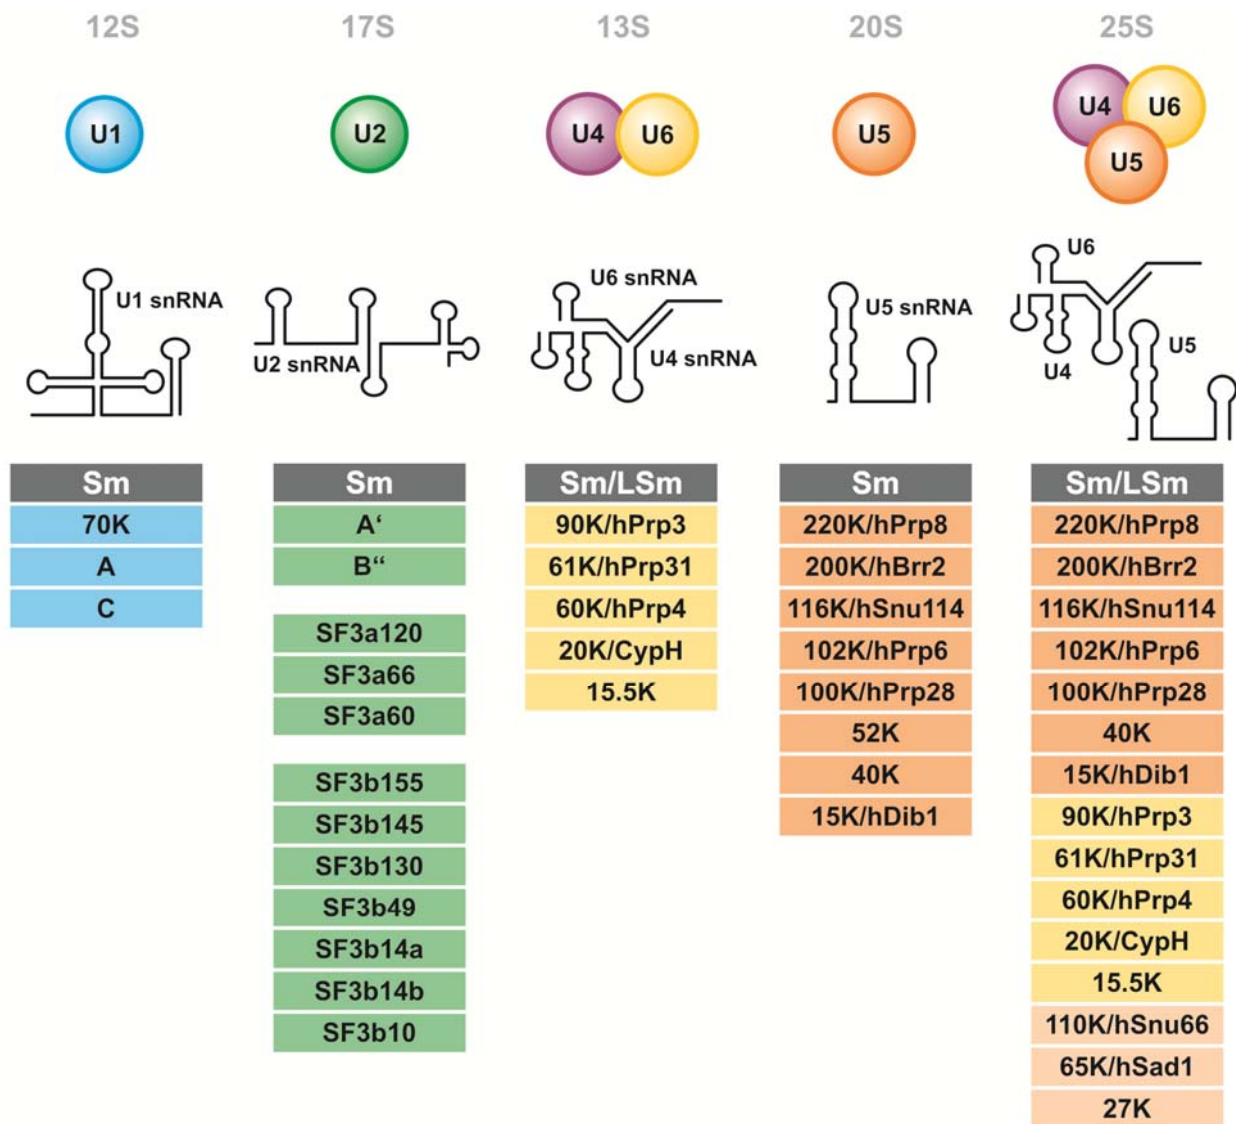 12S
17S
13S
20S
25S
U1
U2
U4
U6
U5
U4
U6
U5
U1 snRNA
U2 snRNA
U6 snRNA
U4 snRNA
U5 snRNA
U6
U4
U5
Sm
70K
A
C
Sm
A‘
B“
SF3a120
SF3a66
SF3a60
SF3b155
SF3b145
SF3b130
SF3b49
SF3b14a
SF3b14b
SF3b10
Sm/LSm
90K/hPrp3
61K/hPrp31
60K/hPrp4
20K/CypH
15.5K
Sm
220K/hPrp8
200K/hBrr2
116K/hSnu114
102K/hPrp6
100K/hPrp28
52K
40K
15K/hDib1
Sm/LSm
220K/hPrp8
200K/hBrr2
116K/hSnu114
102K/hPrp6
100K/hPrp28
40K
15K/hDib1
90K/hPrp3
61K/hPrp31
60K/hPrp4
20K/CypH
15.5K
110K/hSnu66
65K/hSad1
27K